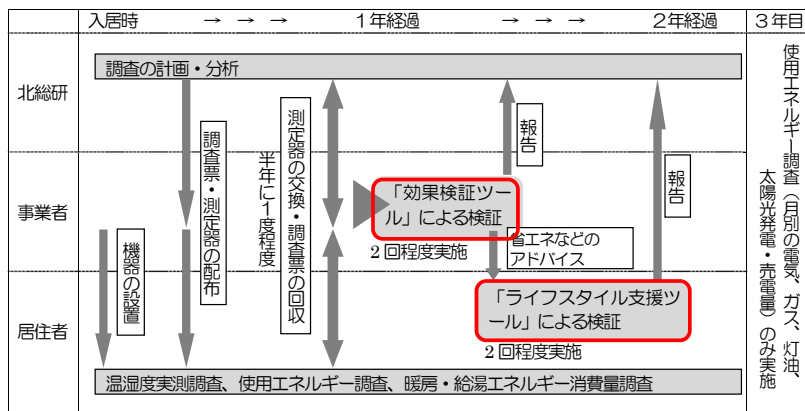 入居時 → → → 1年経過 → → → 2年経過 3年目
北総研
調査の計画・分析
事業者
居住者
機器の設置
調査票・測定器の配布
半年に1度程度
測定器の交換・調査票の回収
「効果検証ツー
ル」による検証
2回程度実施
報告
省エネなどの
アドバイス
「ライフスタイル支援ツ
ール」による検証
2回程度実施
報告
温湿度実測調査、使用エネルギー調査、暖房・給湯エネルギー消費量調査
使用エネルギー調査（月別の電気、ガス、灯油、
太陽光発電・売電量）のみ実施